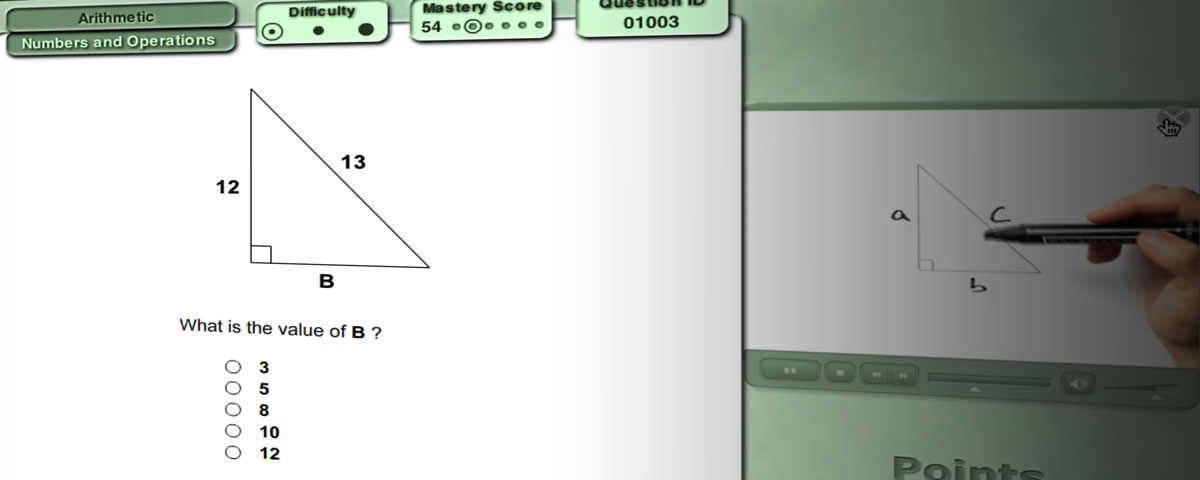 Arithmetic
Numbers and Operations
Difficulty
Mastery Score
54
Question ID
01003
12
13
B
What is the value of B ?
3
5
8
10
12
a
c
b
Points